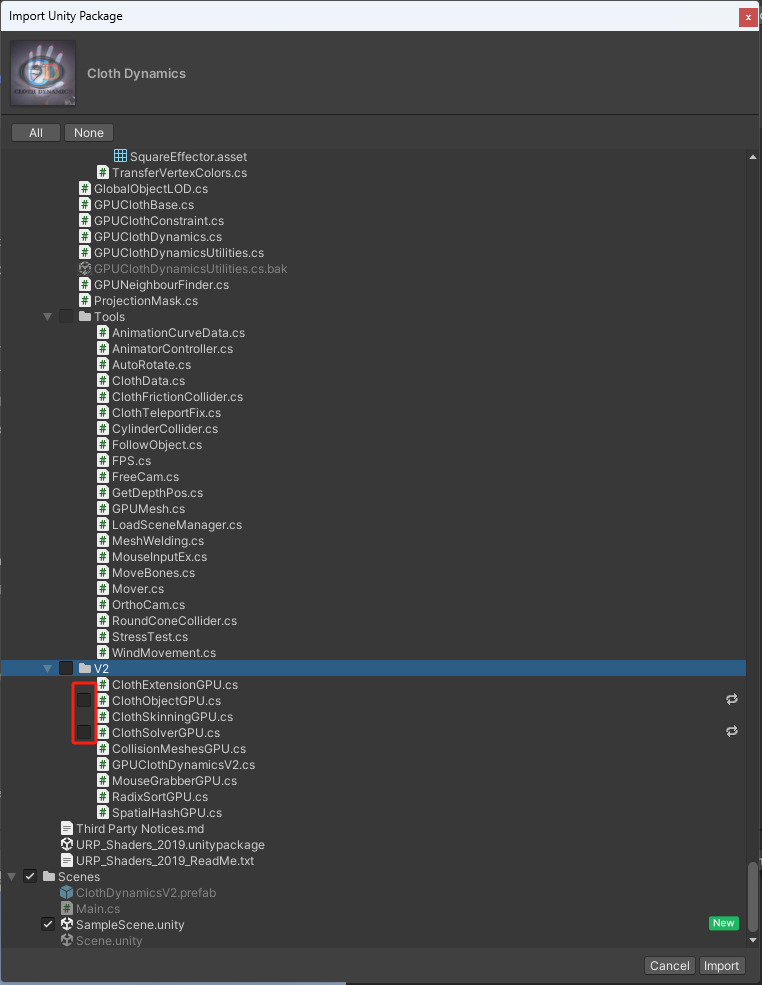 Import Unity Package
x
CLOTH DYNAMICS
Cloth Dynamics
All
None
SquareEffector.asset
TransferVertexColors.cs
GlobalObjectLOD.cs
GPUClothBase.cs
GPUClothConstraint.cs
GPUClothDynamics.cs
GPUClothDynamicsUtilities.cs
GPUClothDynamicsUtilities.cs.bak
GPUNeighbourFinder.cs
ProjectionMask.cs
Tools
AnimationCurveData.cs
AnimatorController.cs
AutoRotate.cs
ClothData.cs
ClothFrictionCollider.cs
ClothTeleportFix.cs
CylinderCollider.cs
FollowObject.cs
FPS.cs
FreeCam.cs
GetDepthPos.cs
GPUMesh.cs
LoadSceneManager.cs
MeshWelding.cs
MouseInputEx.cs
MoveBones.cs
Mover.cs
OrthoCam.cs
RoundConeCollider.cs
StressTest.cs
WindMovement.cs
V2
ClothExtensionGPU.cs
ClothObjectGPU.cs
ClothSkinningGPU.cs
ClothSolverGPU.cs
CollisionMeshesGPU.cs
GPUClothDynamicsV2.cs
MouseGrabberGPU.cs
RadixSortGPU.cs
SpatialHashGPU.cs
Third Party Notices.md
URP_Shaders_2019.unitypackage
URP_Shaders_2019_ReadMe.txt
Scenes
ClothDynamicsV2.prefab
Main.cs
SampleScene.unity
New
Scene.unity
Cancel
Import